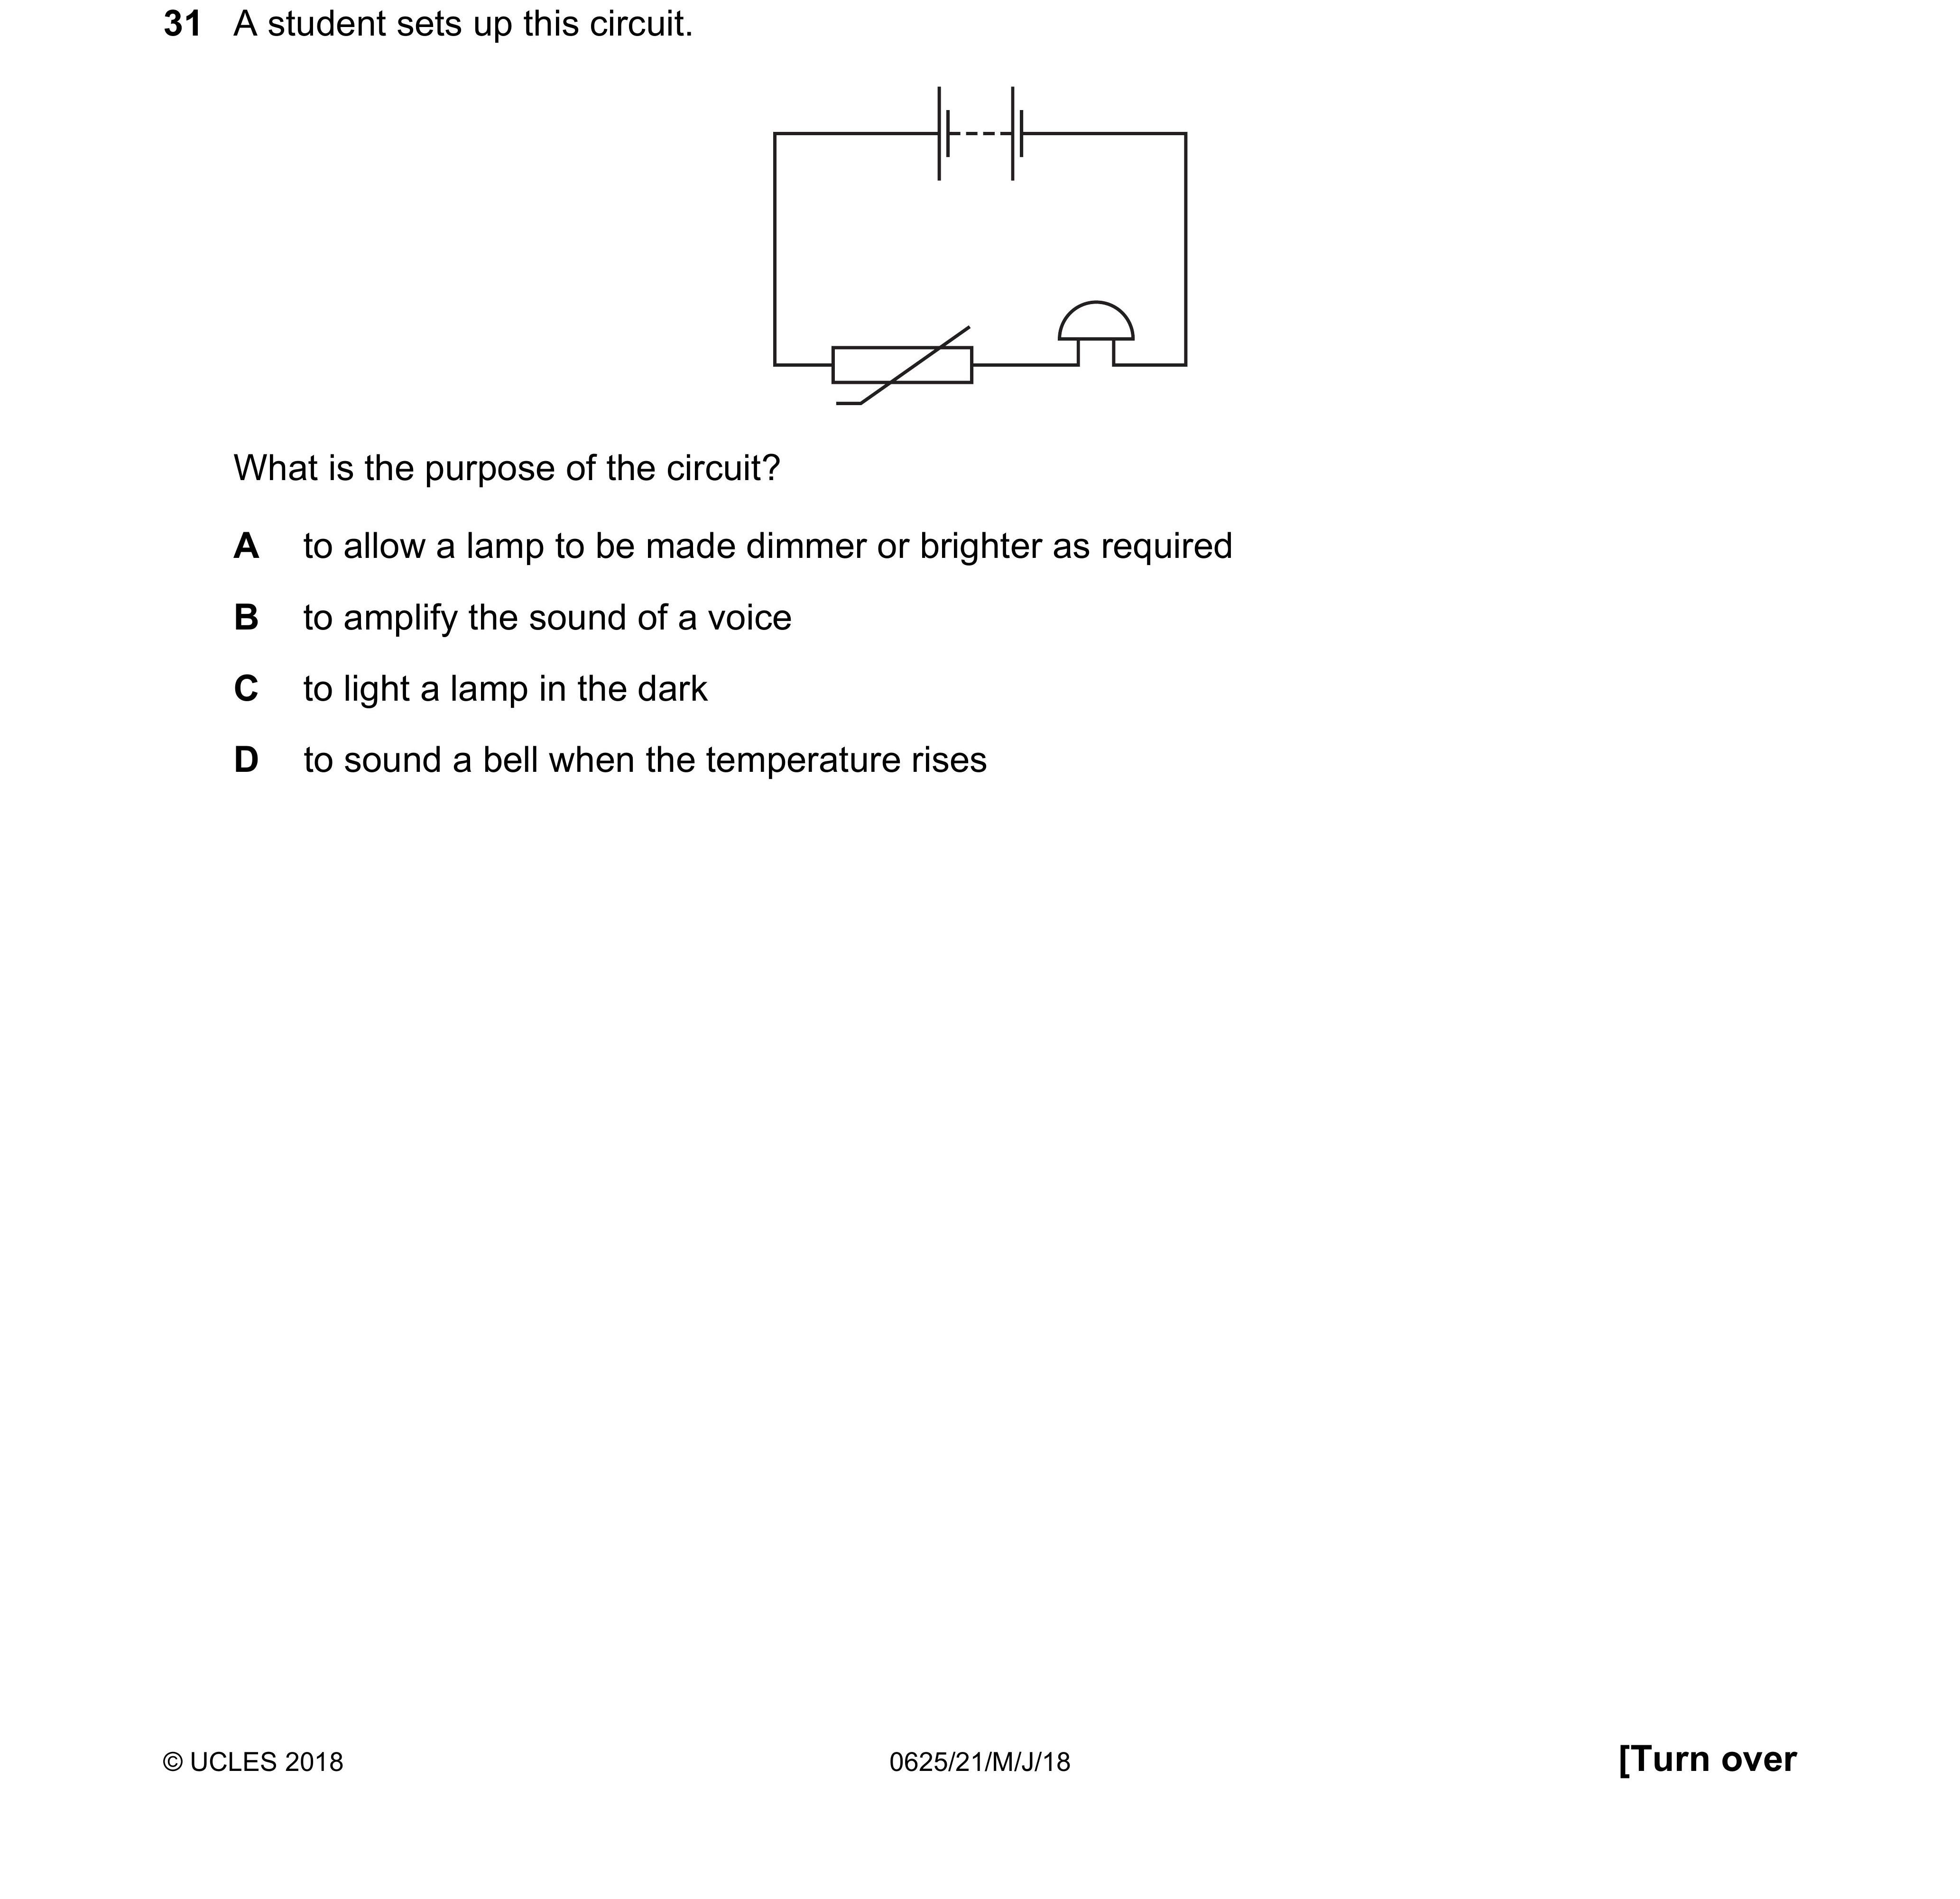 31 A student sets up this circuit.
What is the purpose of the circuit?
A to allow a lamp to be made dimmer or brighter as required
B to amplify the sound of a voice
C to light a lamp in the dark
D to sound a bell when the temperature rises
© UCLES 2018 0625/21/M/J/18 [Turn over